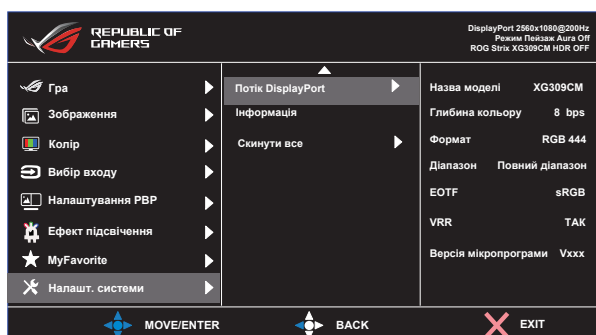 REPUBLIC OF
GAMERS
DisplayPort 2560x1080@200Hz
Режим Пейзаж Aura Off
ROG Strix XG309CM HDR OFF
Гра
Зображення
Колір
Вибір входу
Налаштування PBP
Ефект підсвічення
MyFavorite
Налашт. системи
Потік DisplayPort
Інформація
Скинути все
Назва моделі XG309CM
Глибина кольору 8 bps
Формат RGB 444
Діапазон Повний діапазон
EOTF sRGB
VRR ТАК
Версія мікропрограми Vxxx
MOVE/ENTER BACK EXIT